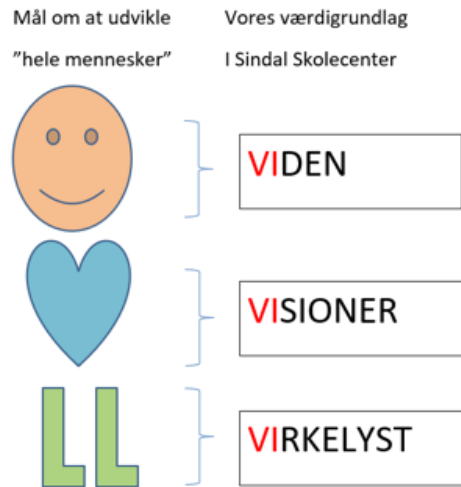 Mål om at udvikle
"hele mennesker"
Vores værdigrundlag
I Sindal Skolecenter
VIDEN
VISIONER
VIRKELYST